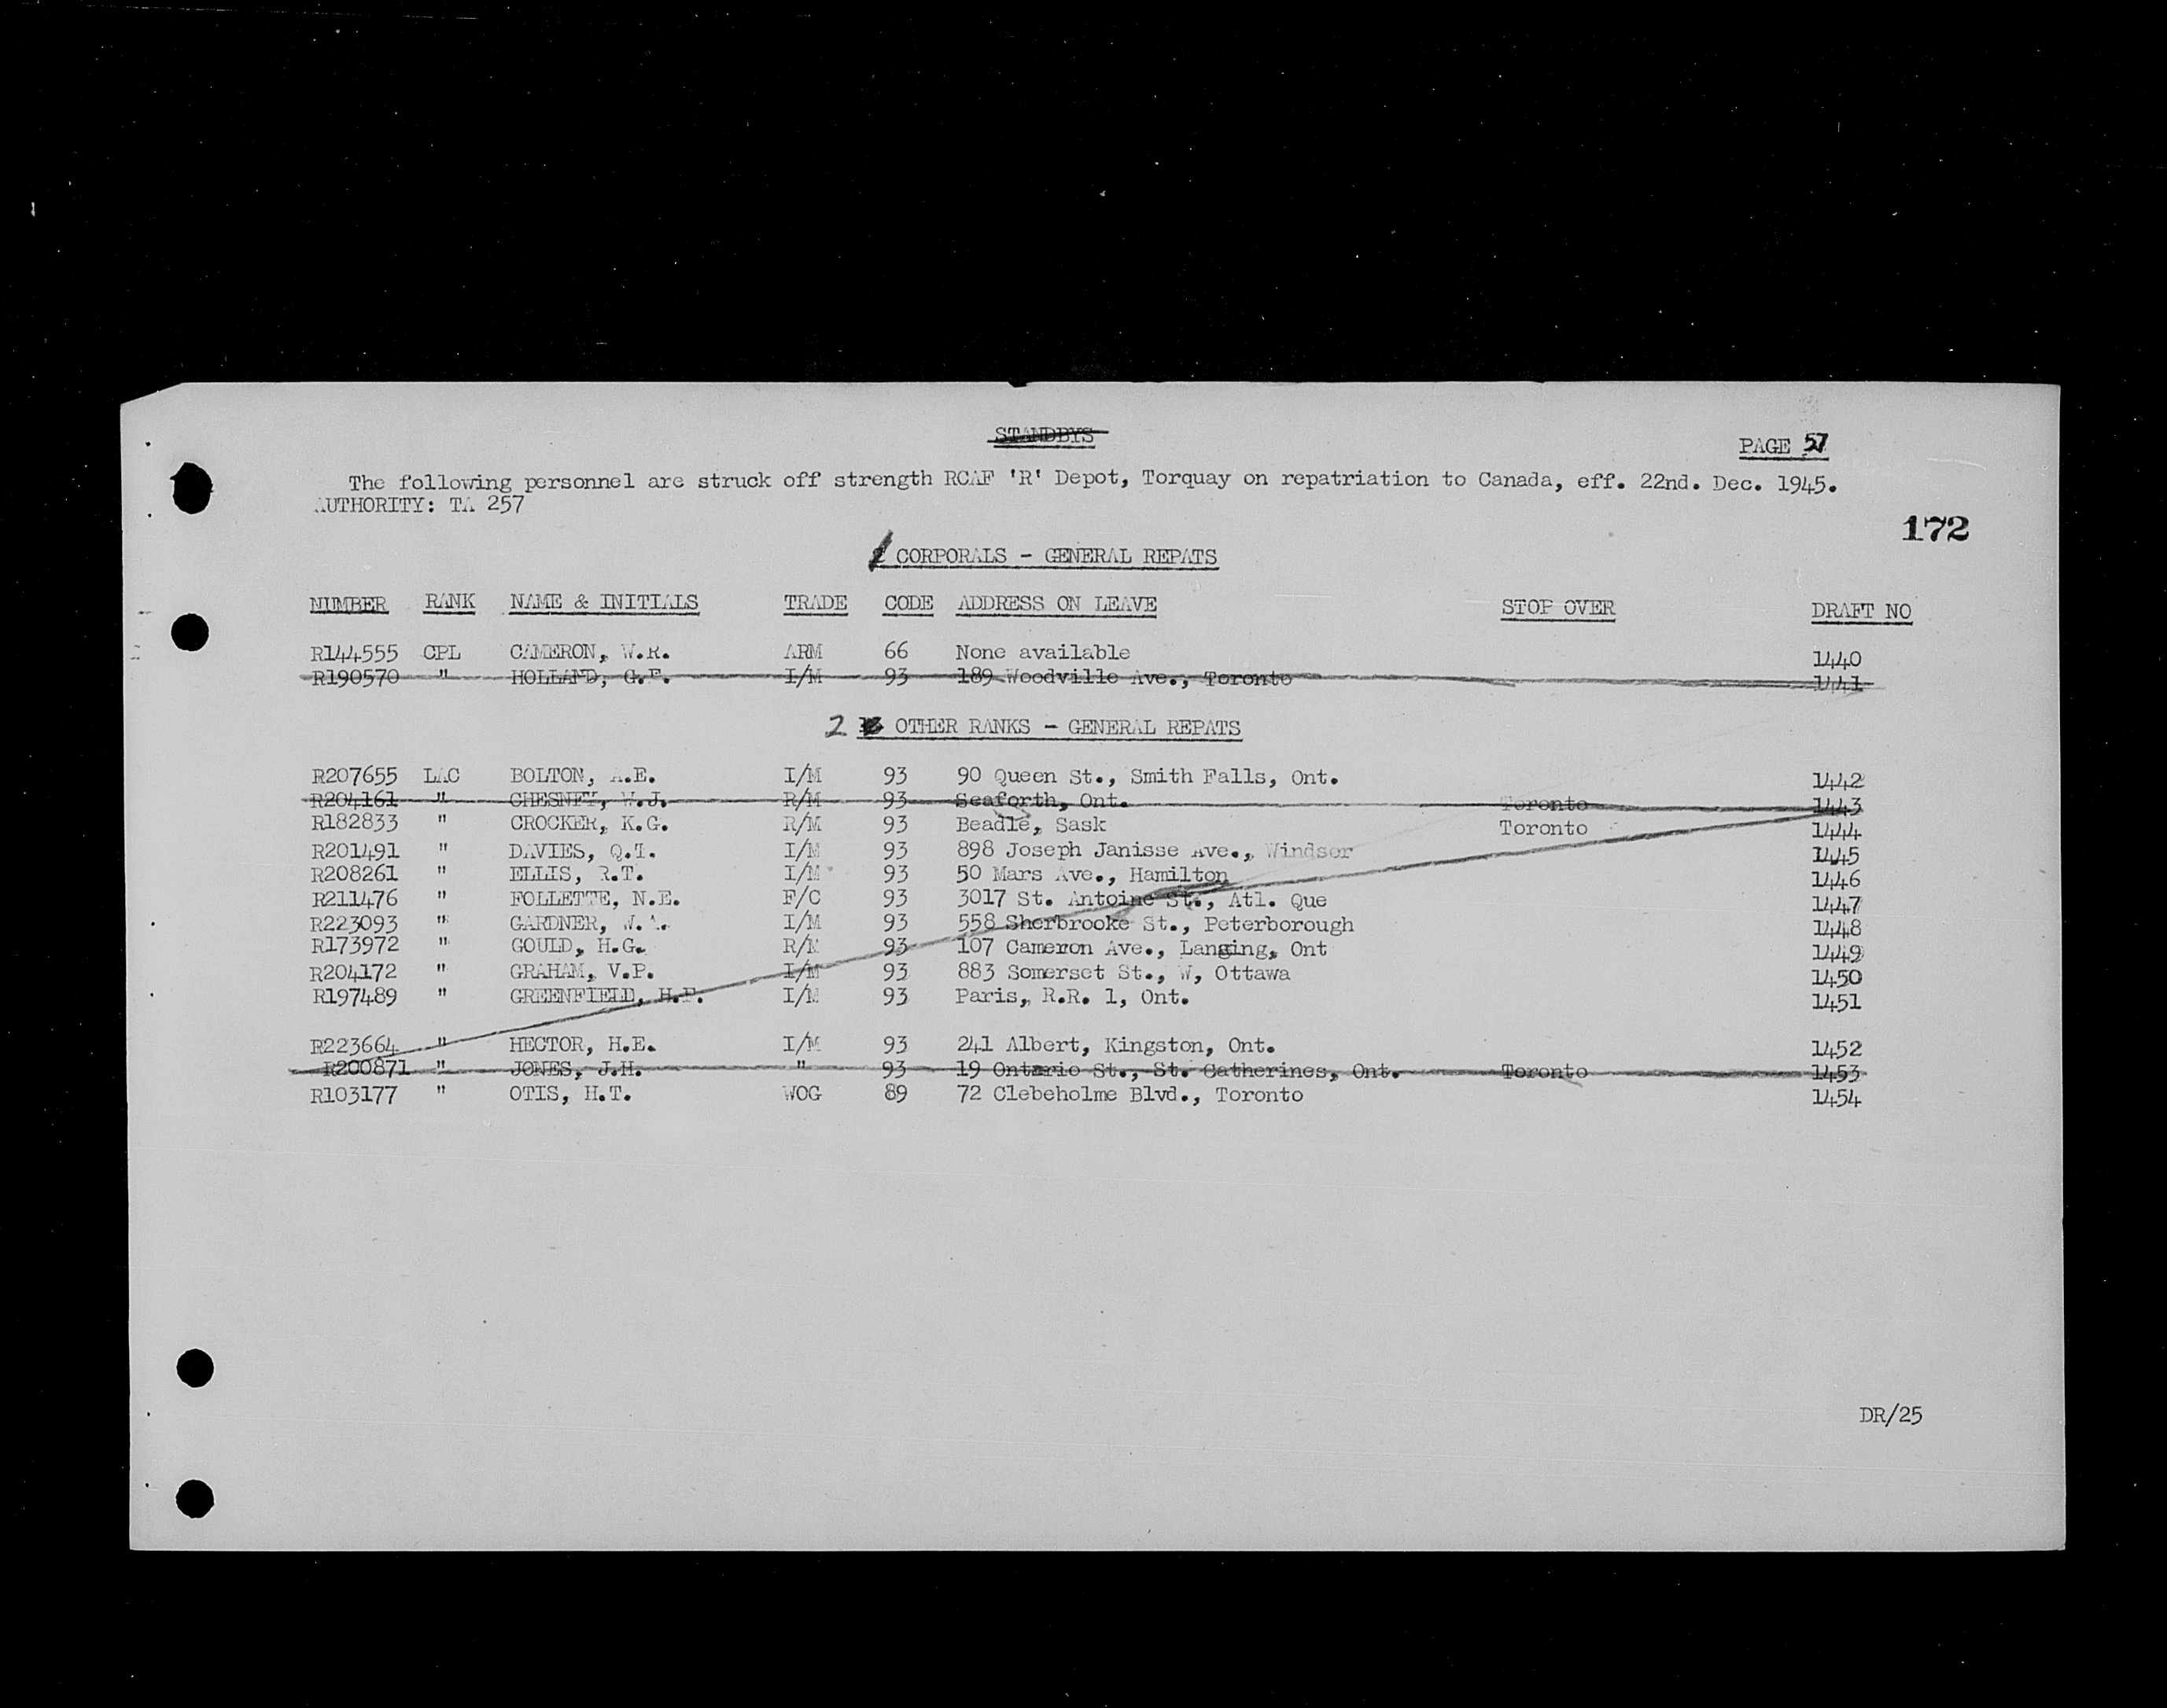 STANDBYS
PAGE 57
The following personnel are struck off strength RCAF 'R' Depot, Torquay on repatriation to Canada, eff. 22nd. Dec. 1945.
AUTHORITY: TA 257
172
CORPORALS - GENERAL REPATS
NUMBER RANK NAME & INITIALS TRADE CODE ADDRESS ON LEAVE STOP OVER DRAFT NO
R144555 CPL CAMERON, W.R. ARM 66 None available 1440
R190570 " HOLLAND, G.F. I/M 93 189 Woodville Ave., Toronto 1441
2 OTHER RANKS - GENERAL REPATS
R207655 LAC BOLTON, A.E. I/M 93 90 Queen St., Smith Falls, Ont. 1442
R204161 " CHESNEY, W.J. R/M 93 Seaforth, Ont. Toronto 1443
R182833 " CROCKER, K.G. R/M 93 Beadle, Sask Toronto 1444
R201491 " DAVIES, Q.T. I/M 93 898 Joseph Janisse Ave., Windsor 1445
R208261 " ELLIS, R.T. I/M 93 50 Mars Ave., Hamilton 1446
R211476 " FOLLETTE, N.E. F/C 93 3017 St. Antoine St., Atl. Que 1447
R223093 " GARDNER, W.A. I/M 93 558 Sherbrooke St., Peterborough 1448
R173972 " GOULD, H.G. R/M 93 107 Cameron Ave., Langing, Ont 1449
R204172 " GRAHAM, V.P. I/M 93 883 Somerset St., W, Ottawa 1450
R197489 " GREENFIELD, H.F. I/M 93 Paris, R.R. 1, Ont. 1451
R223664 " HECTOR, H.E. I/M 93 241 Albert, Kingston, Ont. 1452
R200871 " JONES, J.H. " 93 19 Ontario St., St. Catherines, Ont. Toronto 1453
R103177 " OTIS, H.T. WOG 89 72 Clebeholme Blvd., Toronto 1454
DR/25